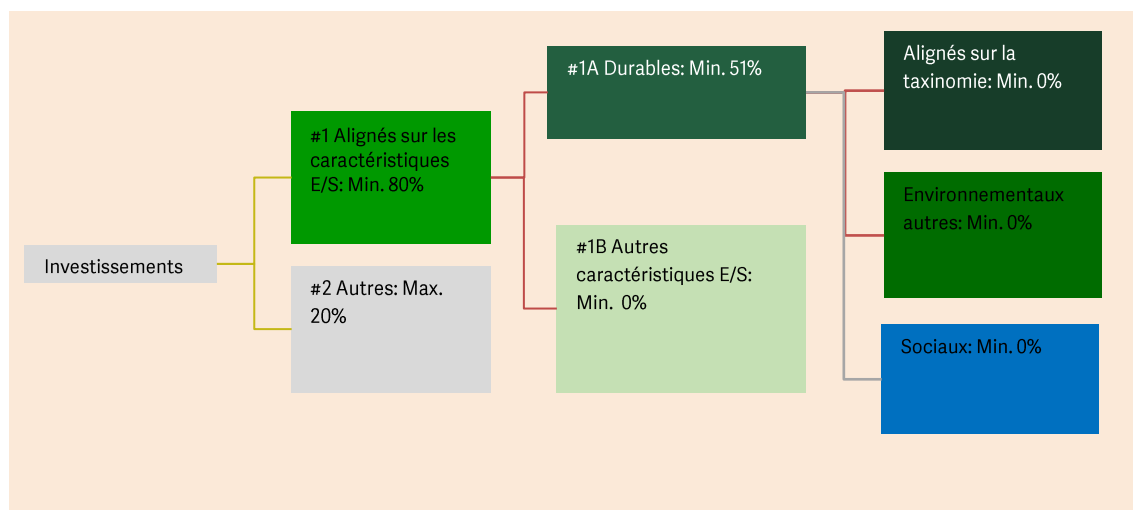 Investissements
#1 Alignés sur les
caractéristiques
E/S: Min. 80%
#2 Autres: Max.
20%
#1A Durables: Min. 51%
#1B Autres
caractéristiques E/S:
Min.  0%
Alignés sur la
taxinomie: Min. 0%
Environnementaux
autres: Min. 0%
Sociaux: Min. 0%